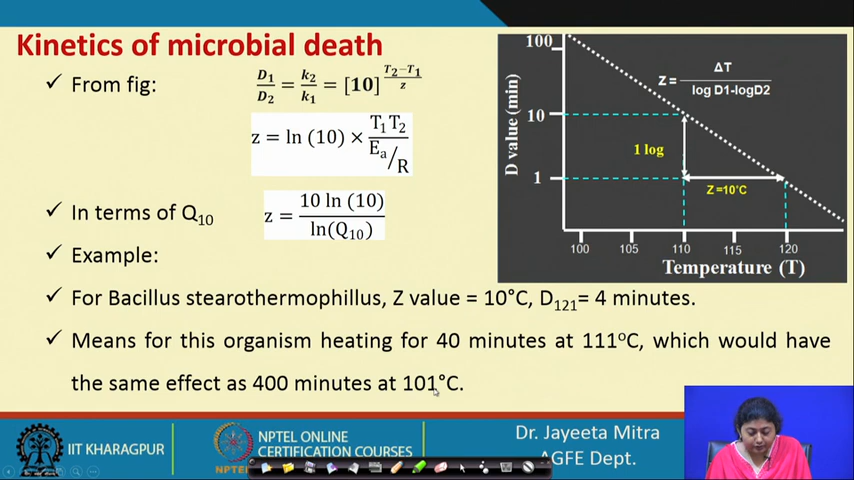 Kinetics of microbial death
✓ From fig: D₁/D₂ = k₂/k₁ = [10]^((T₂−T₁)/z)
z = ln (10) × T₁T₂/(Eₐ/R)
✓ In terms of Q₁₀ z = 10 ln (10)/ln(Q₁₀)
✓ Example:
✓ For Bacillus stearothermophillus, Z value = 10°C, D₁₂₁= 4 minutes.
✓ Means for this organism heating for 40 minutes at 111°C, which would have
the same effect as 400 minutes at 101°C.
D value (min)
100
10
1
Z = ΔT/(log D1-logD2)
1 log
Z =10°C
100 105 110 115 120
Temperature (T)
IIT KHARAGPUR
NPTEL
NPTEL ONLINE
CERTIFICATION COURSES
Dr. Jayeeta Mitra
AGFE Dept.